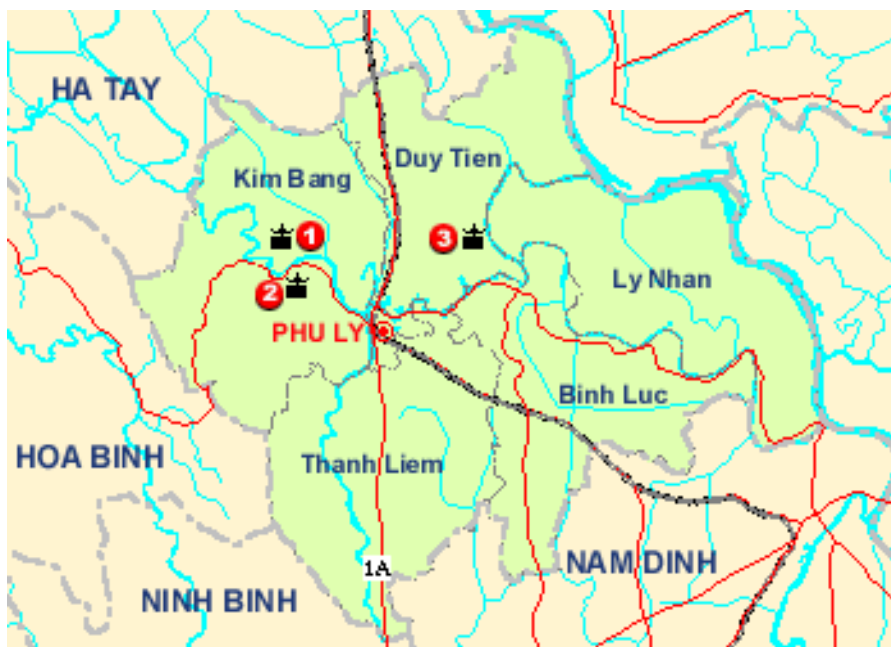 HA TAY
Duy Tien
Kim Bang
1
3
Ly Nhan
2
PHU LY
Binh Luc
HOA BINH
Thanh Liem
1A
NAM DINH
NINH BINH